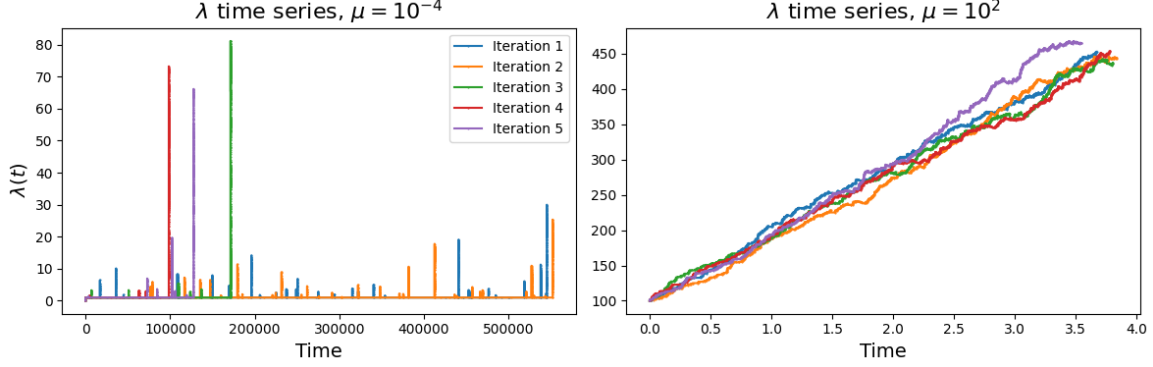 λ time series, μ = 10⁻⁴
λ(t)
80
70
60
50
40
30
20
10
0
Iteration 1
Iteration 2
Iteration 3
Iteration 4
Iteration 5
0 100000 200000 300000 400000 500000
Time
λ time series, μ = 10²
450
400
350
300
250
200
150
100
0.0 0.5 1.0 1.5 2.0 2.5 3.0 3.5 4.0
Time